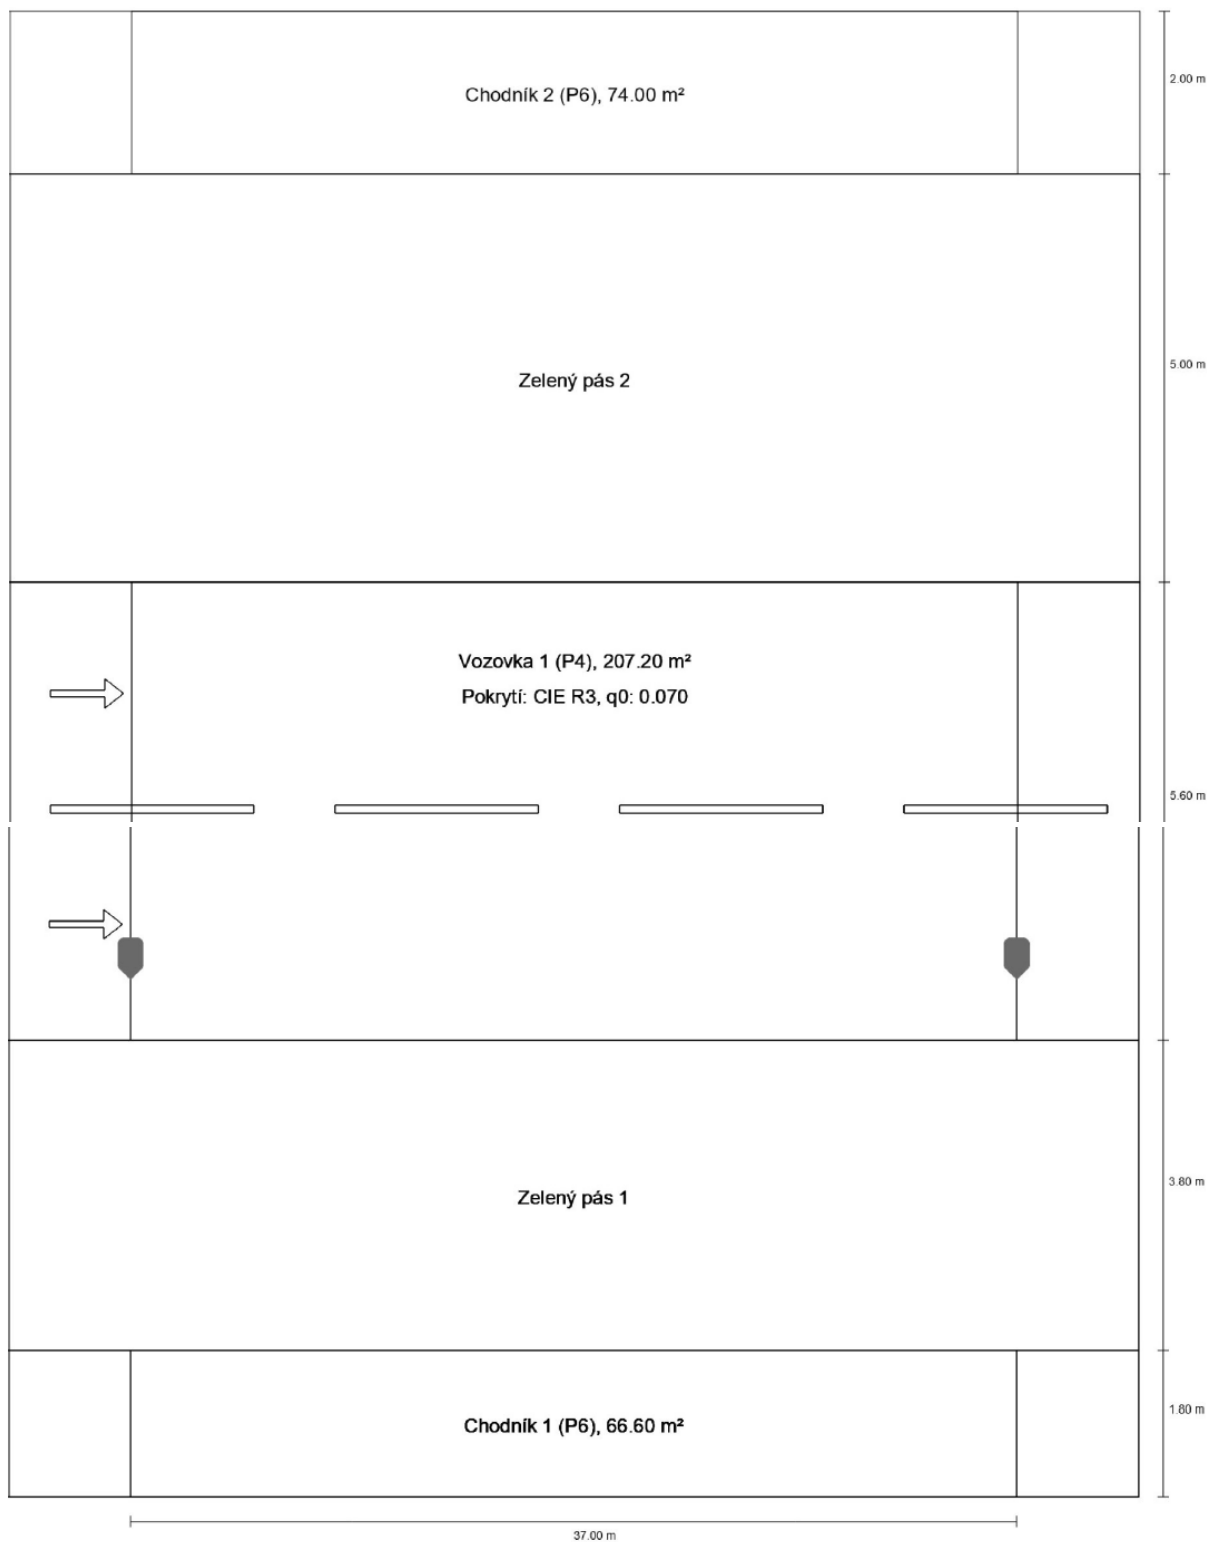 Chodník 2 (P6), 74.00 m²
2.00 m
Zelený pás 2
5.00 m
Vozovka 1 (P4), 207.20 m²
Pokrytí: CIE R3, q0: 0.070
5.60 m
Zelený pás 1
3.80 m
Chodník 1 (P6), 66.60 m²
1.80 m
37.00 m